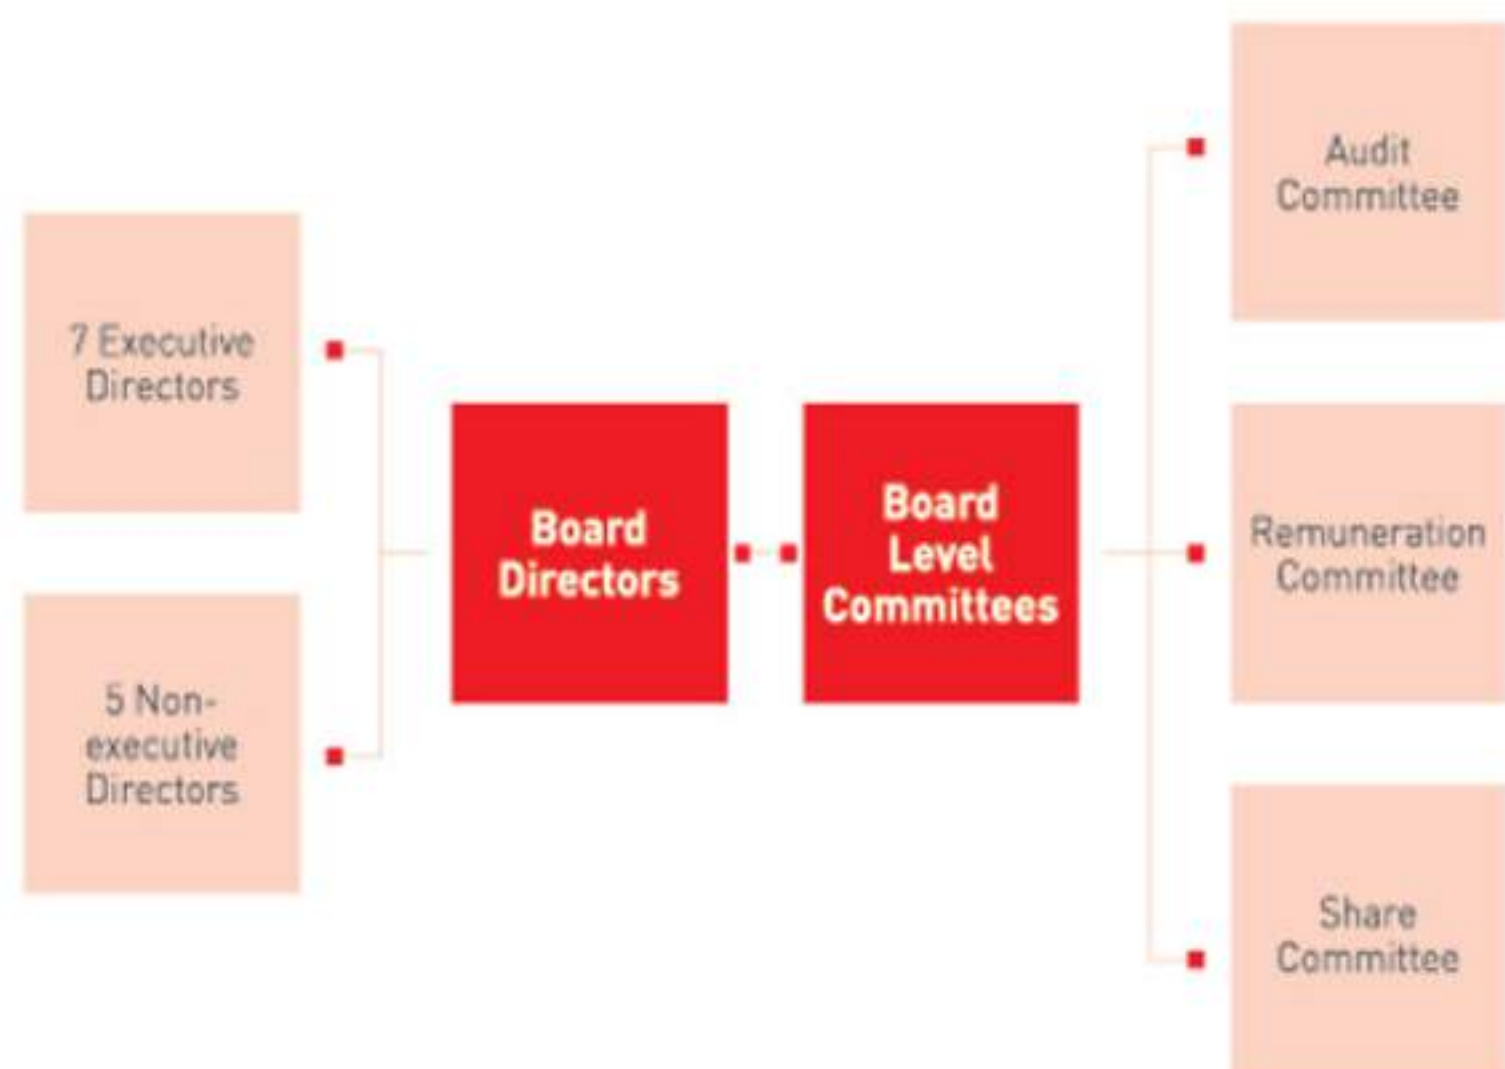 7 Executive
Directors
5 Non-
executive
Directors
Board
Directors
Board
Level
Committees
Audit
Committee
Remuneration
Committee
Share
Committee